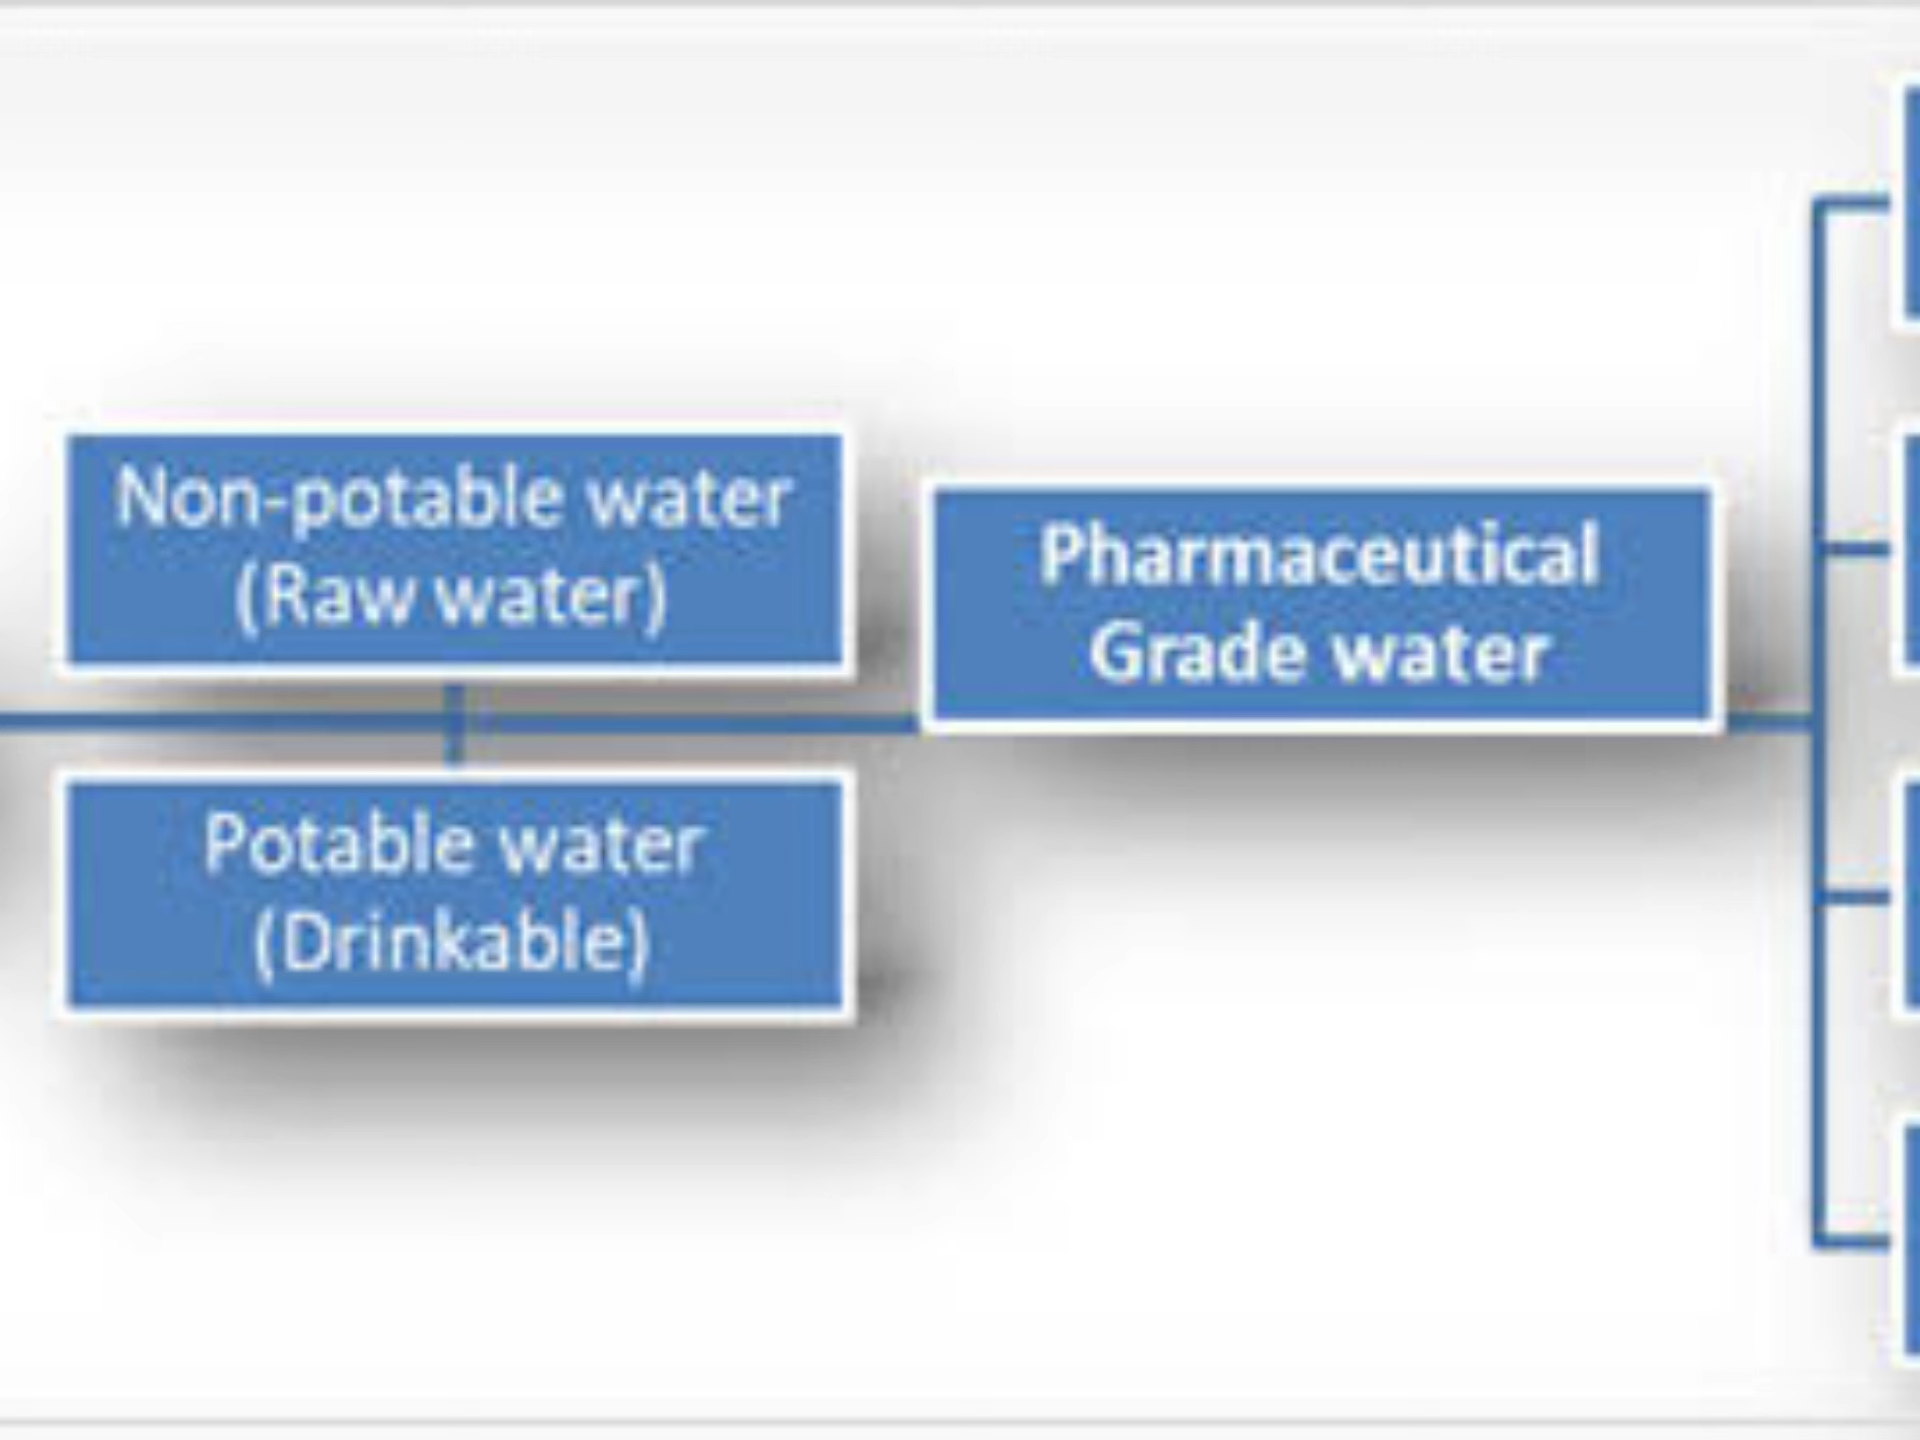 Non-potable water
(Raw water)
Pharmaceutical
Grade water
Potable water
(Drinkable)